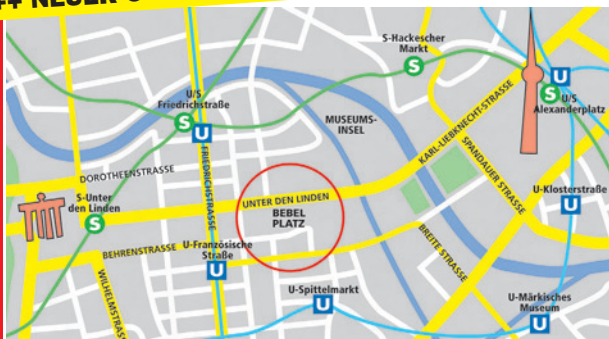 NEUER
S-Hackescher
Markt
U/S
Friedrichstraße
S
S
U
U
S
U/S
Alexanderplatz
MUSEUMS-
INSEL
KARL-LIEBKNECHT-STRASSE
SPANDAUER STRASSE
DOROTHEENSTRASSE
FRIEDRICHSTRASSE
S-Unter
den Linden
S
UNTER DEN LINDEN
BEBEL
PLATZ
U-Klosterstraße
U
BEHRENSTRASSE
U-Französische
Straße
U
BREITE STRASSE
WILHELMSTRASS
U-Spittelmarkt
U
U-Märkisches
Museum
U